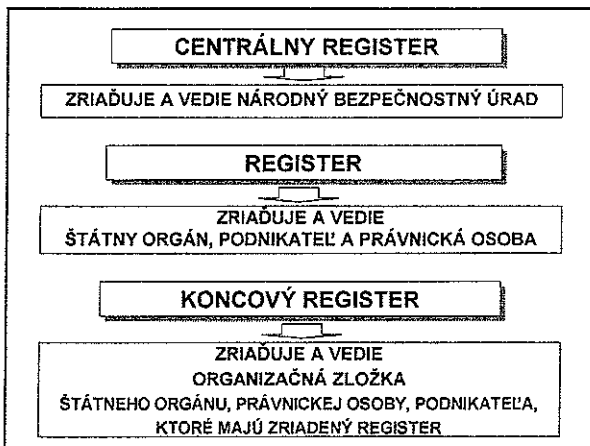 CENTRÁLNY REGISTER
ZRIAĎUJE A VEDIE NÁRODNÝ BEZPEČNOSTNÝ ÚRAD
REGISTER
ZRIAĎUJE A VEDIE
ŠTÁTNY ORGÁN, PODNIKATEĽ A PRÁVNICKÁ OSOBA
KONCOVÝ REGISTER
ZRIAĎUJE A VEDIE
ORGANIZAČNÁ ZLOŽKA
ŠTÁTNEHO ORGÁNU, PRÁVNICKEJ OSOBY, PODNIKATEĽA,
KTORÉ MAJÚ ZRIADENÝ REGISTER